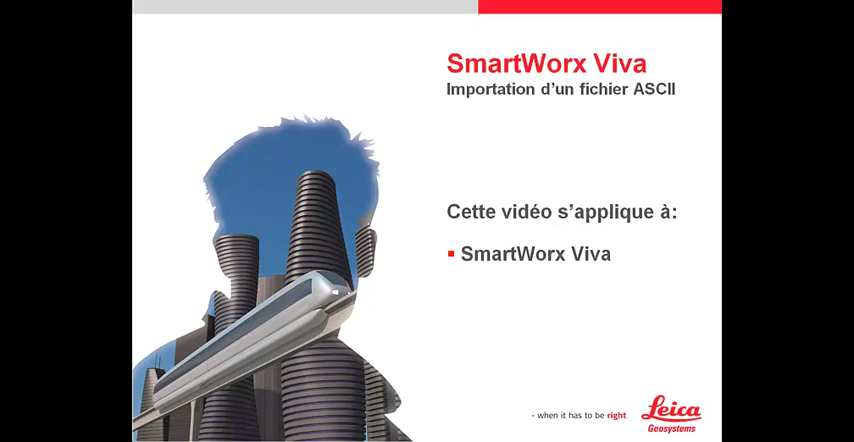 SmartWorx Viva
Importation d’un fichier ASCII
Cette vidéo s’applique à:
SmartWorx Viva
- when it has to be right
Leica
Geosystems